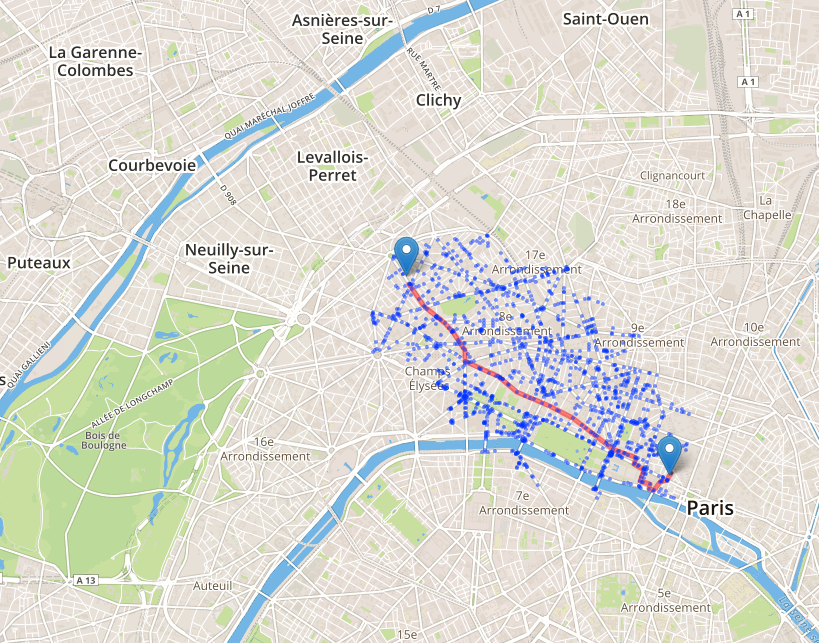 Asnières-sur-
Seine
D 7
Saint-Ouen
A 1
La Garenne-
Colombes
RUE MARTRE
A 1
Clichy
QUAI MARÉCHAL JOFFRE
Courbevoie
Levallois-
Perret
D 908
Clignancourt
18e
Arrondissement
La
Chapelle
Puteaux
Neuilly-sur-
Seine
17e
Arrondissement
8e
Arrondissement
9e
Arrondissement
10e
Arrondissement
QUAI GALLIENI
s
Champs
Élysées
ALLÉE DE LONGCHAMP
Bois de
Boulogne
16e
Arrondissement
7e
Arrondissement
Paris
A 13
Auteuil
5e
Arrondissement
15e